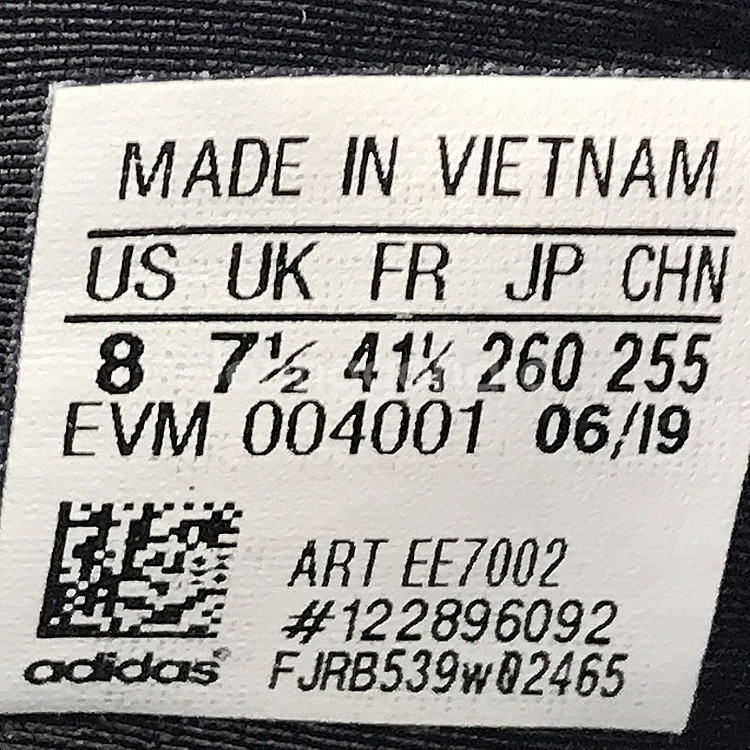 MADE IN VIETNAM
US UK FR JP CHN
8 7½ 41⅓ 260 255
EVM 004001 06/19
ART EE7002
#122896092
adidas® FJRB539w02465